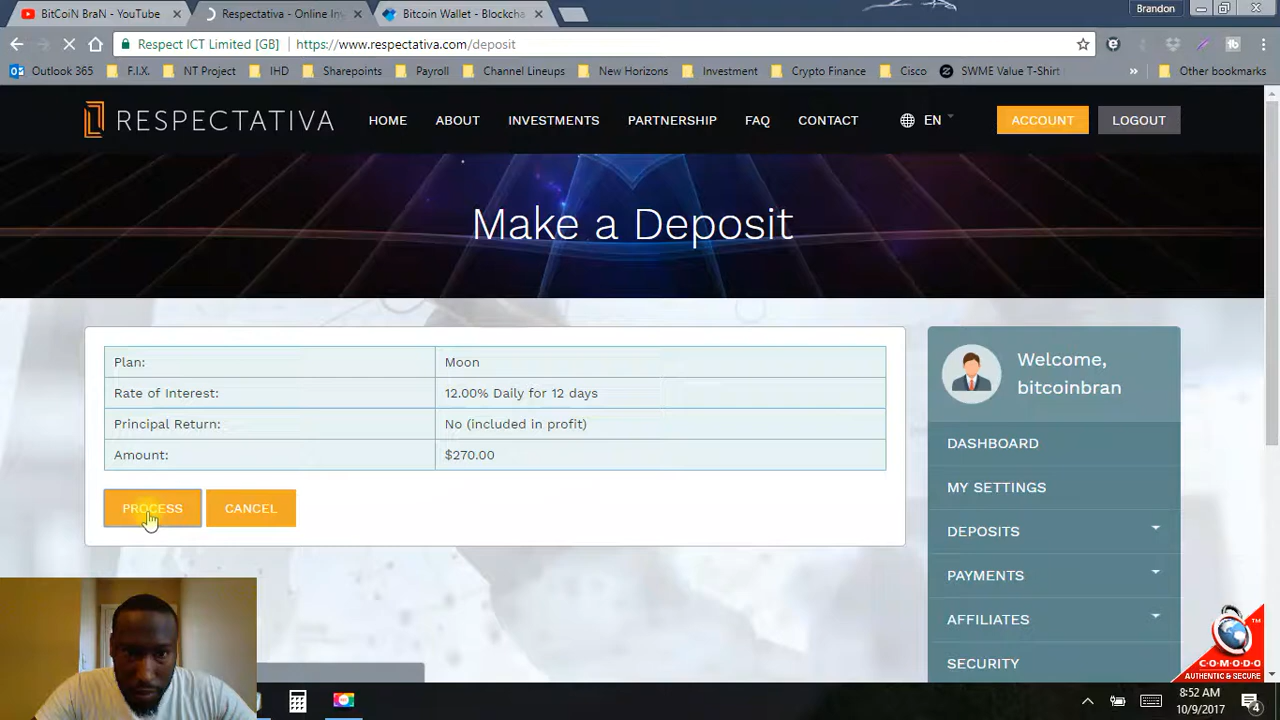 BitCoiN BraN - YouTube
Respectativa - Online Inv
Bitcoin Wallet - Blockcha
Brandon
Respect ICT Limited [GB]
https://www.respectativa.com/deposit
Outlook 365
F.I.X.
NT Project
IHD
Sharepoints
Payroll
Channel Lineups
New Horizons
Investment
Crypto Finance
Cisco
SWME Value T-Shirt
»
Other bookmarks
RESPECTATIVA
HOME
ABOUT
INVESTMENTS
PARTNERSHIP
FAQ
CONTACT
EN
ACCOUNT
LOGOUT
Make a Deposit
Plan:
Moon
Rate of Interest:
12.00% Daily for 12 days
Principal Return:
No (included in profit)
Amount:
$270.00
PROCESS
CANCEL
Welcome,
bitcoinbran
DASHBOARD
MY SETTINGS
DEPOSITS
PAYMENTS
AFFILIATES
SECURITY
TM
COMODO
AUTHENTIC & SECURE
8:52 AM
10/9/2017
4